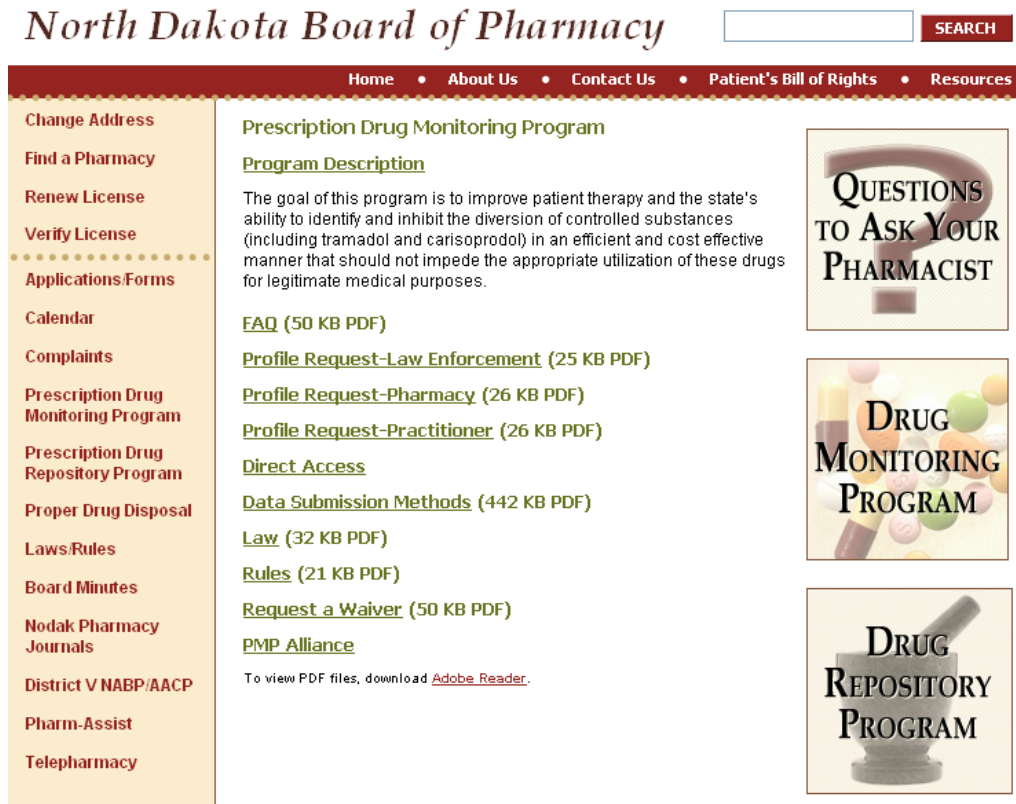 North Dakota Board of Pharmacy
SEARCH
Home • About Us • Contact Us • Patient's Bill of Rights • Resources
Change Address
Find a Pharmacy
Renew License
Verify License
Applications/Forms
Calendar
Complaints
Prescription Drug
Monitoring Program
Prescription Drug
Repository Program
Proper Drug Disposal
Laws/Rules
Board Minutes
Nodak Pharmacy
Journals
District V NABP/AACP
Pharm-Assist
Telepharmacy
Prescription Drug Monitoring Program
Program Description
The goal of this program is to improve patient therapy and the state's
ability to identify and inhibit the diversion of controlled substances
(including tramadol and carisoprodol) in an efficient and cost effective
manner that should not impede the appropriate utilization of these drugs
for legitimate medical purposes.
FAQ (50 KB PDF)
Profile Request-Law Enforcement (25 KB PDF)
Profile Request-Pharmacy (26 KB PDF)
Profile Request-Practitioner (26 KB PDF)
Direct Access
Data Submission Methods (442 KB PDF)
Law (32 KB PDF)
Rules (21 KB PDF)
Request a Waiver (50 KB PDF)
PMP Alliance
To view PDF files, download Adobe Reader.
QUESTIONS
TO ASK YOUR
PHARMACIST
DRUG
MONITORING
PROGRAM
DRUG
REPOSITORY
PROGRAM